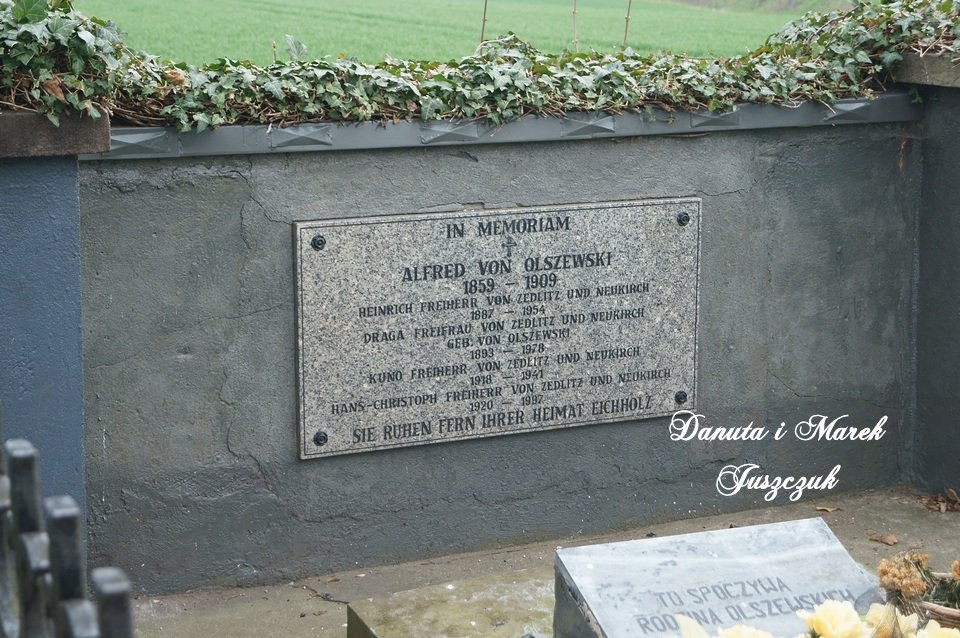 IN MEMORIAM
ALFRED VON OLSZEWSKI
1859 – 1909
HEINRICH FREIHERR VON ZEDLITZ UND NEUKIRCH
1887 – 1954
DRAGA FREIFRAU VON ZEDLITZ UND NEUKIRCH
GEB. VON OLSZEWSKI
1893 – 1978
KUNO FREIHERR VON ZEDLITZ UND NEUKIRCH
1918 – 1941
HANS-CHRISTOPH FREIHERR VON ZEDLITZ UND NEUKIRCH
1920 – 1997
SIE RUHEN FERN IHRER HEIMAT EICHHOLZ
Danuta i Marek
Juszczuk
TU SPOCZYWA
RODZINA OLSZEWSKICH